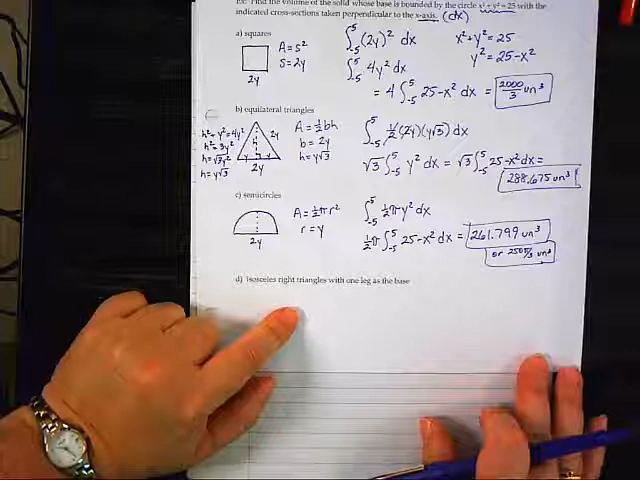 Ex: Find the volume of the solid whose base is bounded by the circle x² + y² = 25 with the
indicated cross-sections taken perpendicular to the x-axis. (dx)
a) squares
A = s²
s = 2y
2y
∫₋₅⁵ (2y)² dx
x² + y² = 25
∫₋₅⁵ 4y² dx
y² = 25 - x²
= 4 ∫₋₅⁵ 25 - x² dx = 2000/3 un³
b) equilateral triangles
h² + y² = 4y²
h² = 3y²
h = √3y²
h = y√3
h
2y
y
y
2y
A = ½bh
b = 2y
h = y√3
∫₋₅⁵ ½(2y)(y√3) dx
√3 ∫₋₅⁵ y² dx = √3 ∫₋₅⁵ 25 - x² dx =
288.675 un³
c) semicircles
2y
A = ½πr²
r = y
∫₋₅⁵ ½πy² dx
½π ∫₋₅⁵ 25 - x² dx = 261.799 un³
or 250π/3 un³
d) isosceles right triangles with one leg as the base